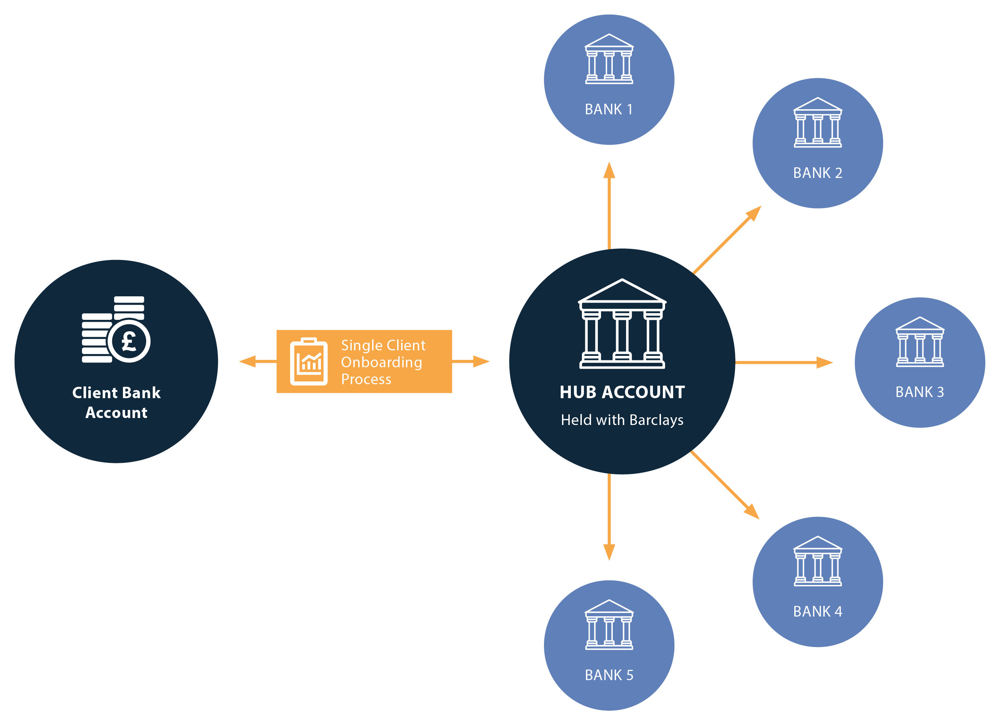 BANK 1
BANK 2
£
Client Bank
Account
Single Client
Onboarding
Process
HUB ACCOUNT
Held with Barclays
BANK 3
BANK 4
BANK 5